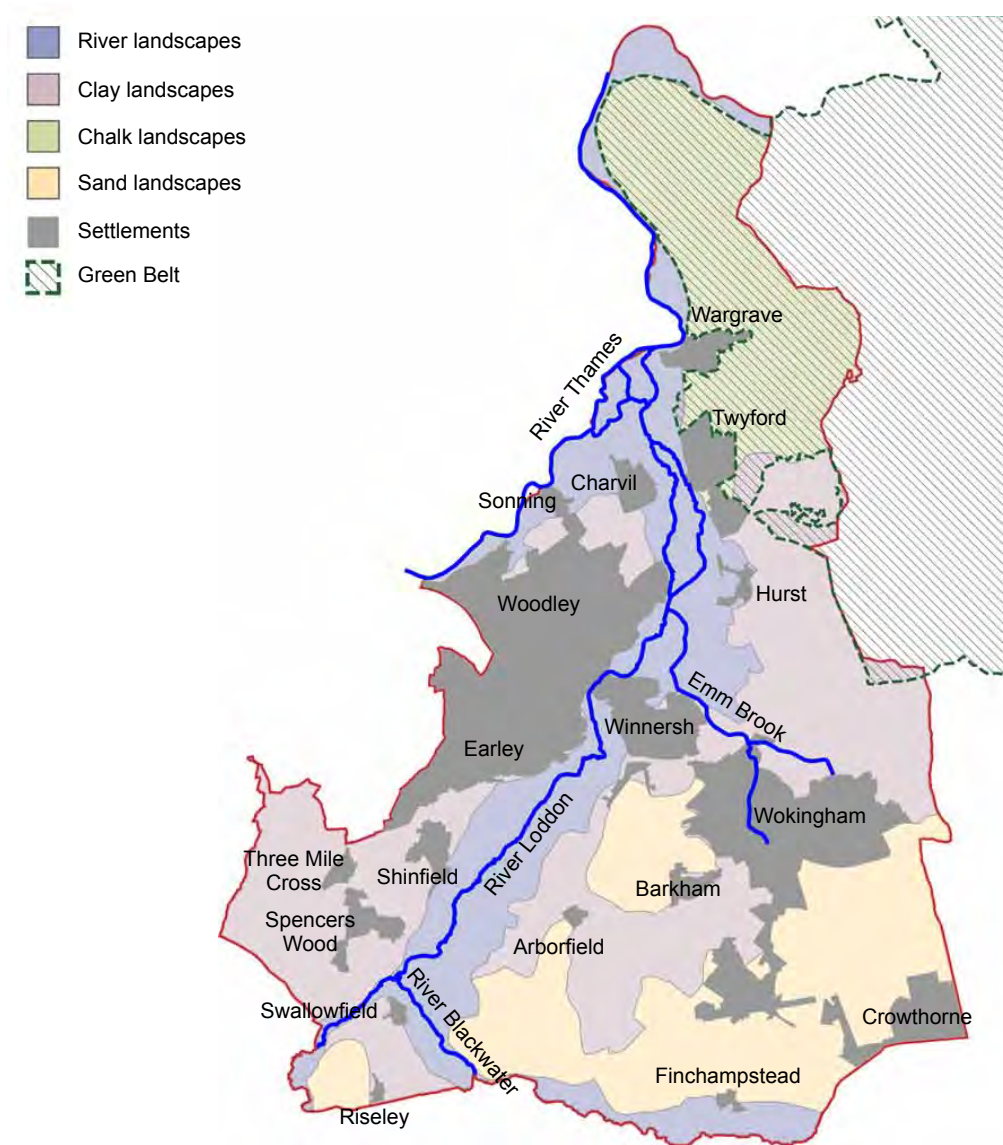 River landscapes
Clay landscapes
Chalk landscapes
Sand landscapes
Settlements
Green Belt
Wargrave
River Thames
Twyford
Charvil
Sonning
Hurst
Woodley
Emm Brook
Winnersh
Earley
Wokingham
River Loddon
Three Mile
Cross
Shinfield
Barkham
Spencers
Wood
Arborfield
River Blackwater
Swallowfield
Crowthorne
Finchampstead
Riseley